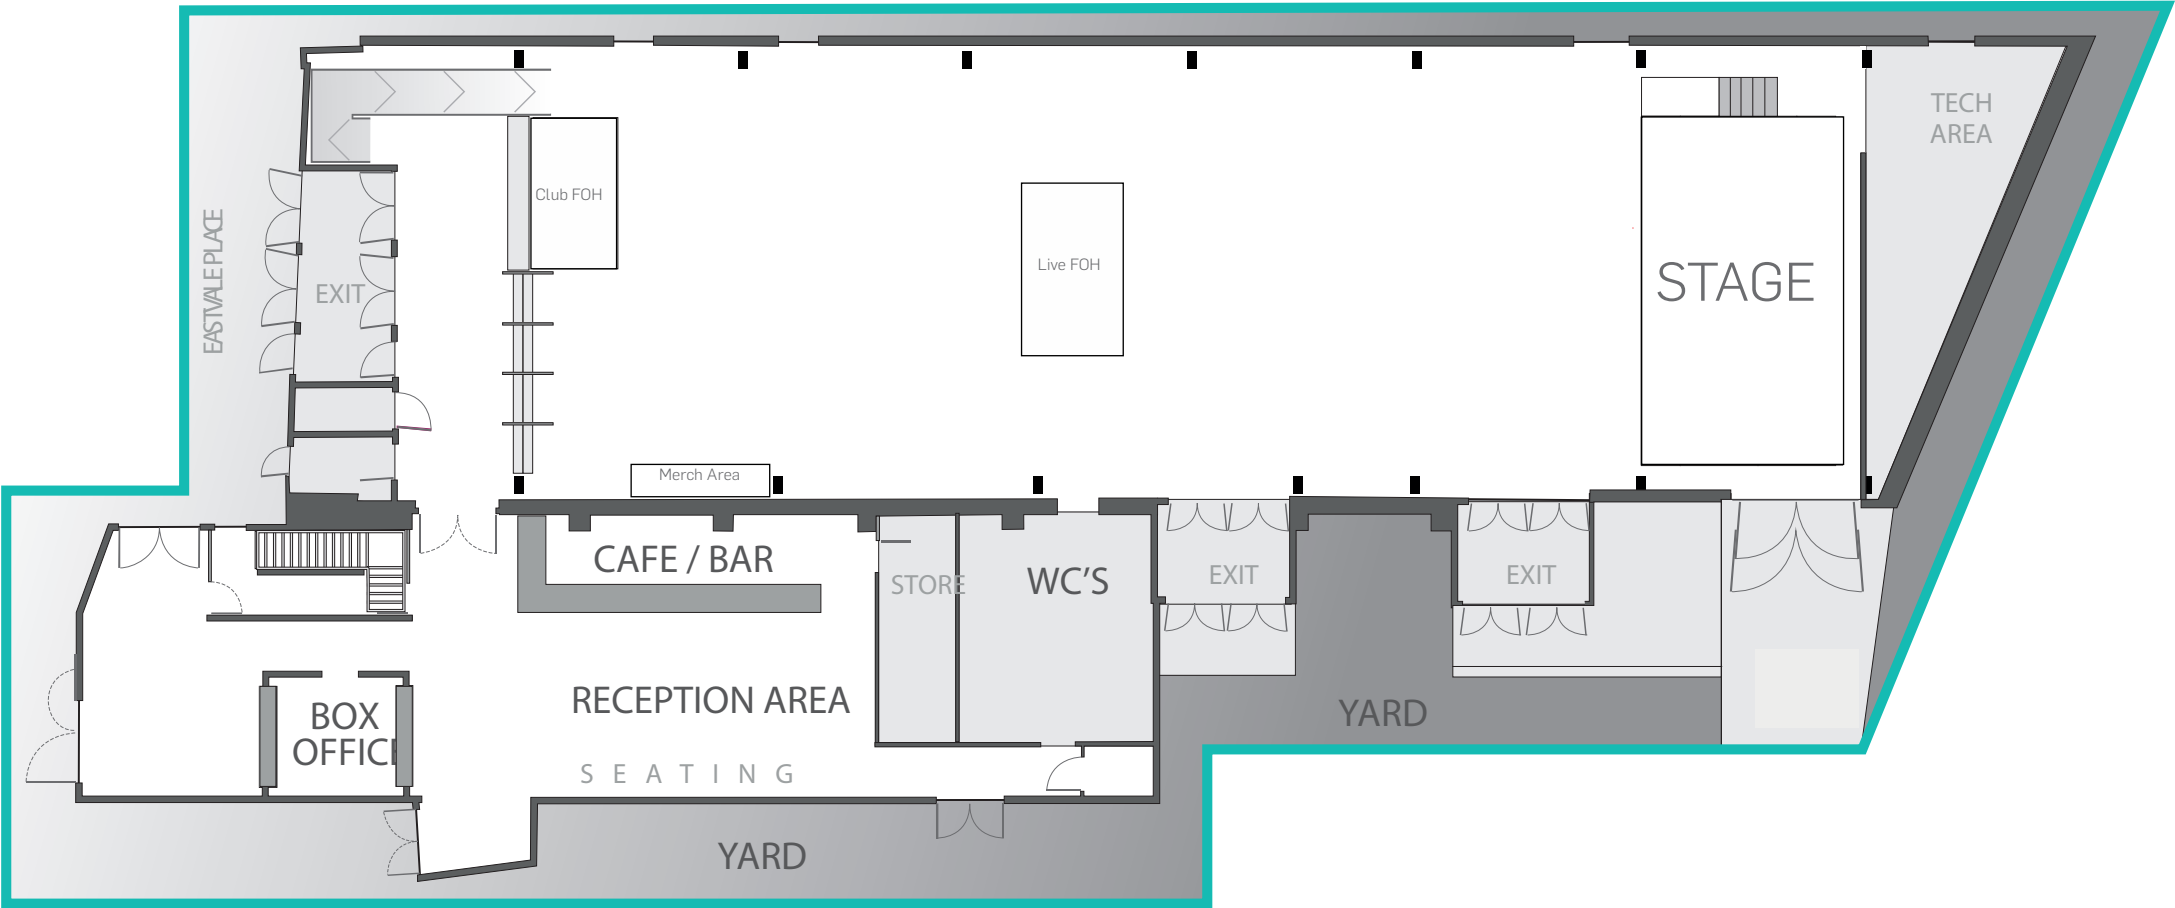 TECH
AREA
Club FOH
EASTVALE PLACE
Live FOH
STAGE
EXIT
Merch Area
CAFE / BAR
STORE
WC'S
EXIT
EXIT
RECEPTION AREA
BOX
OFFICE
YARD
SEATING
YARD